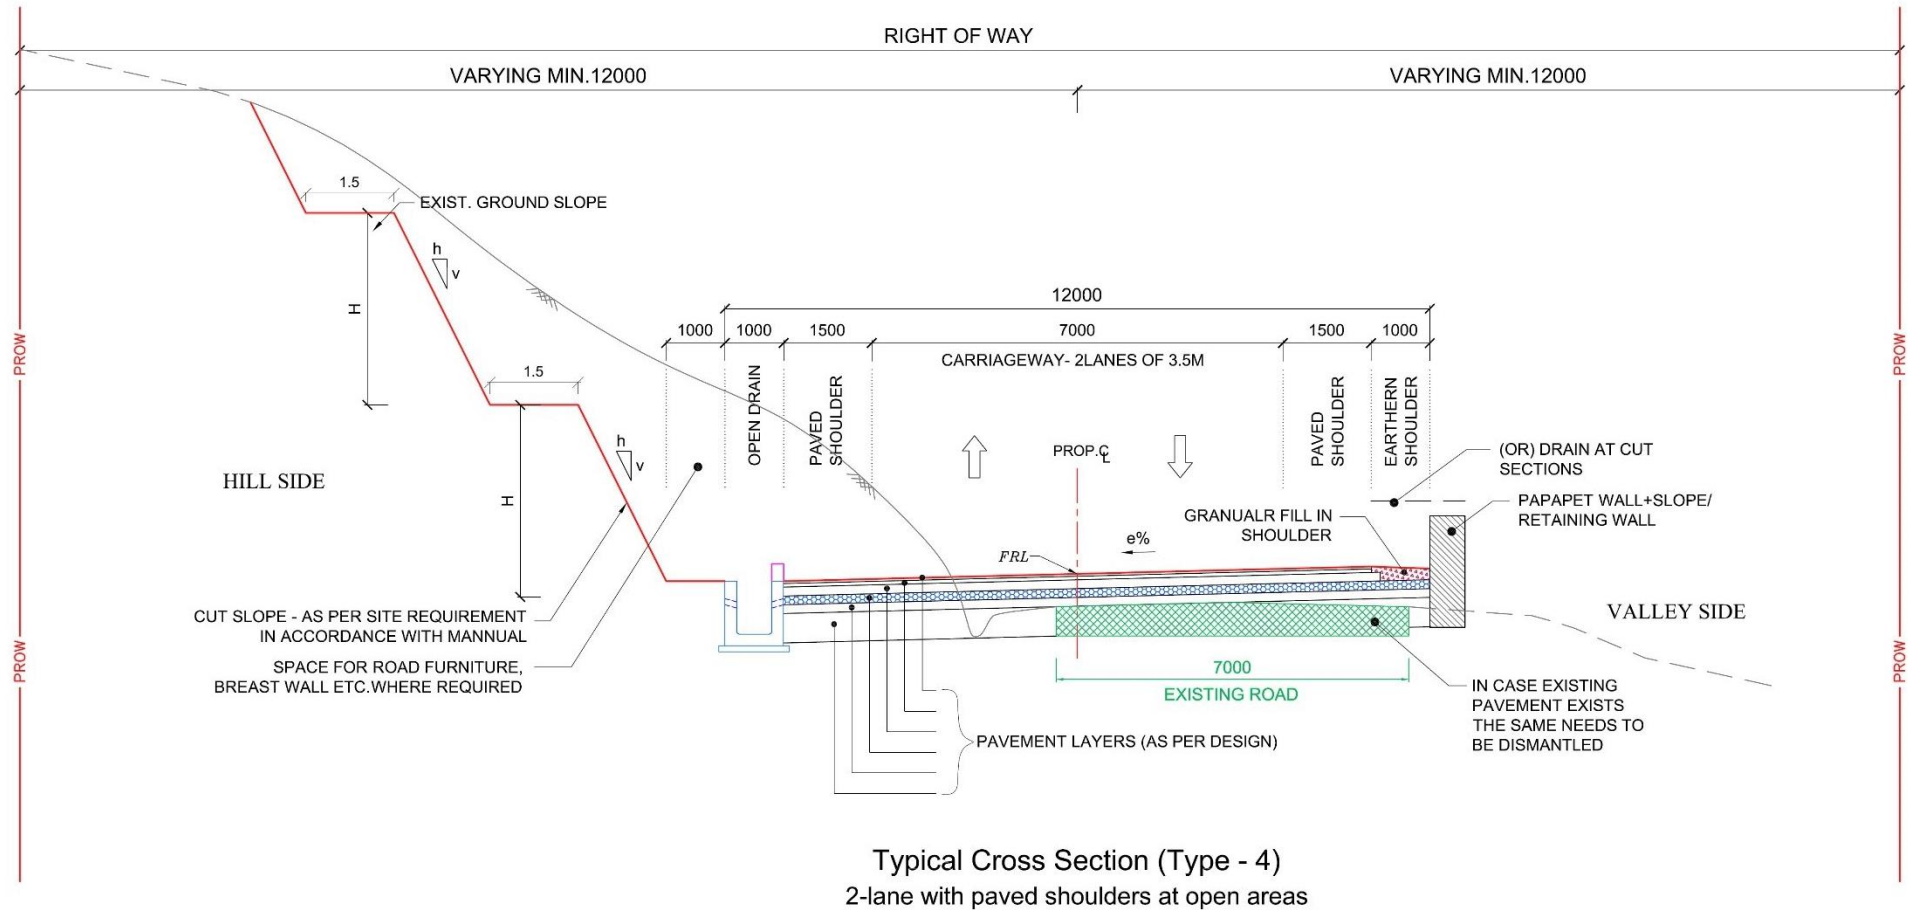 RIGHT OF WAY
VARYING MIN.12000
VARYING MIN.12000
1.5
EXIST. GROUND SLOPE
h
v
H
12000
1000
1000
1500
7000
1500
1000
CARRIAGEWAY- 2LANES OF 3.5M
PROW
PROW
1.5
OPEN DRAIN
PAVED
SHOULDER
PAVED
SHOULDER
EARTHERN
SHOULDER
h
v
H
PROP.℄
(OR) DRAIN AT CUT
SECTIONS
HILL SIDE
PAPAPET WALL+SLOPE/
RETAINING WALL
GRANUALR FILL IN
SHOULDER
e%
FRL
CUT SLOPE - AS PER SITE REQUIREMENT
IN ACCORDANCE WITH MANNUAL
VALLEY SIDE
SPACE FOR ROAD FURNITURE,
BREAST WALL ETC.WHERE REQUIRED
PROW
PROW
7000
EXISTING ROAD
IN CASE EXISTING
PAVEMENT EXISTS
THE SAME NEEDS TO
BE DISMANTLED
PAVEMENT LAYERS (AS PER DESIGN)
Typical Cross Section (Type - 4)
2-lane with paved shoulders at open areas